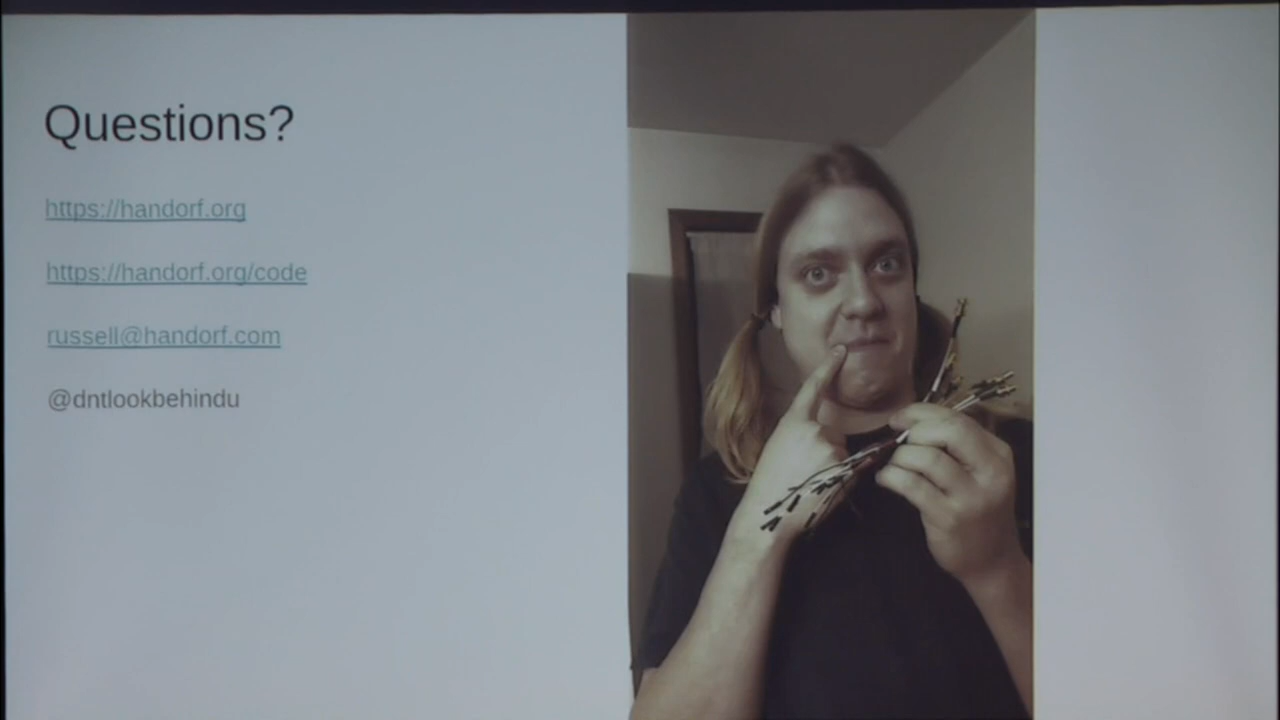 Questions?
https://handorf.org
https://handorf.org/code
russell@handorf.com
@dntlookbehindu